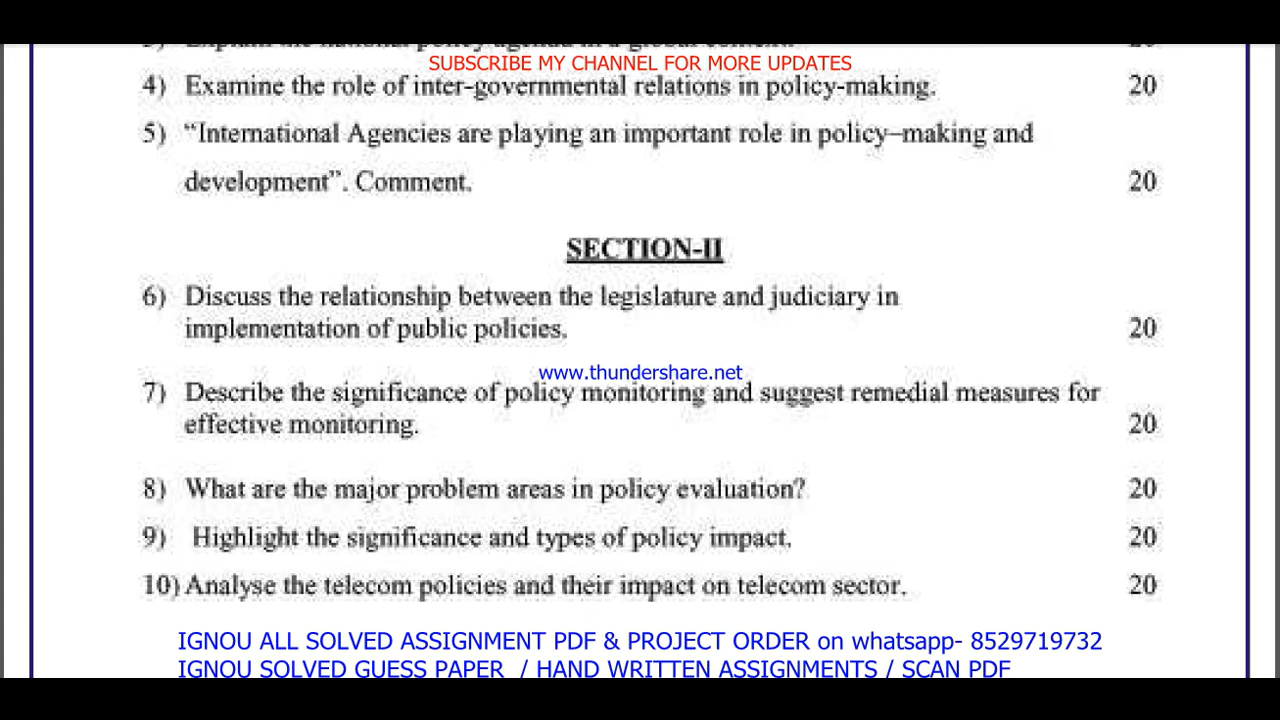 SUBSCRIBE MY CHANNEL FOR MORE UPDATES
4) Examine the role of inter-governmental relations in policy-making. 20
5) “International Agencies are playing an important role in policy–making and
development”. Comment. 20
SECTION-II
6) Discuss the relationship between the legislature and judiciary in
implementation of public policies. 20
www.thundershare.net
7) Describe the significance of policy monitoring and suggest remedial measures for
effective monitoring. 20
8) What are the major problem areas in policy evaluation? 20
9) Highlight the significance and types of policy impact. 20
10) Analyse the telecom policies and their impact on telecom sector. 20
IGNOU ALL SOLVED ASSIGNMENT PDF & PROJECT ORDER on whatsapp- 8529719732
IGNOU SOLVED GUESS PAPER / HAND WRITTEN ASSIGNMENTS / SCAN PDF